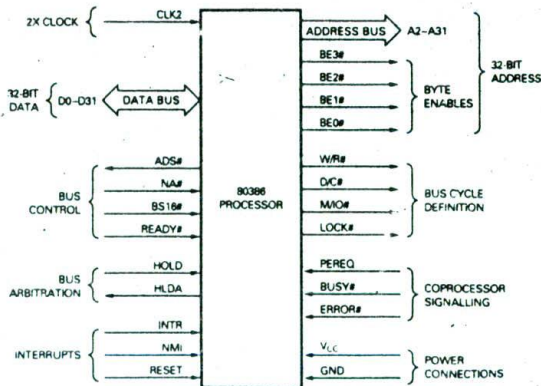 2X CLOCK
CLK2
32-BIT
DATA
D0-D31
DATA BUS
BUS
CONTROL
ADS#
NA#
BS16#
READY#
BUS
ARBITRATION
HOLD
HLDA
INTERRUPTS
INTR
NMI
RESET
80386
PROCESSOR
ADDRESS BUS
A2-A31
BE3#
BE2#
BE1#
BE0#
BYTE
ENABLES
32-BIT
ADDRESS
W/R#
D/C#
M/IO#
LOCK#
BUS CYCLE
DEFINITION
PEREQ
BUSY#
ERROR#
COPROCESSOR
SIGNALLING
VCC
GND
POWER
CONNECTIONS